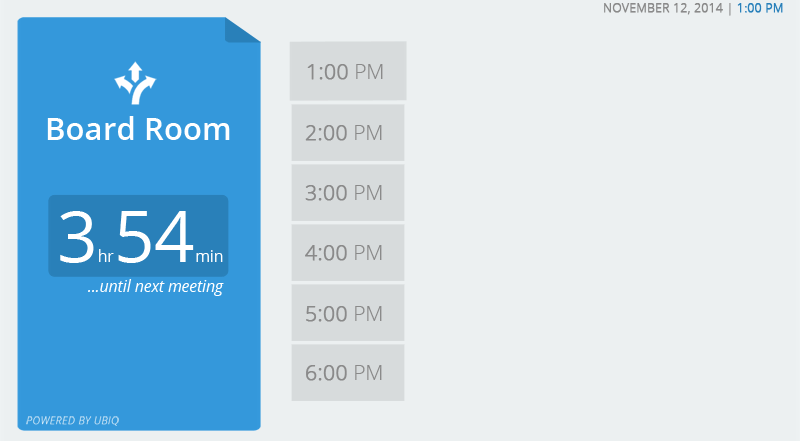 NOVEMBER 12, 2014 | 1:00 PM
Board Room
3 hr 54 min
...until next meeting
POWERED BY UBIQ
1:00 PM
2:00 PM
3:00 PM
4:00 PM
5:00 PM
6:00 PM